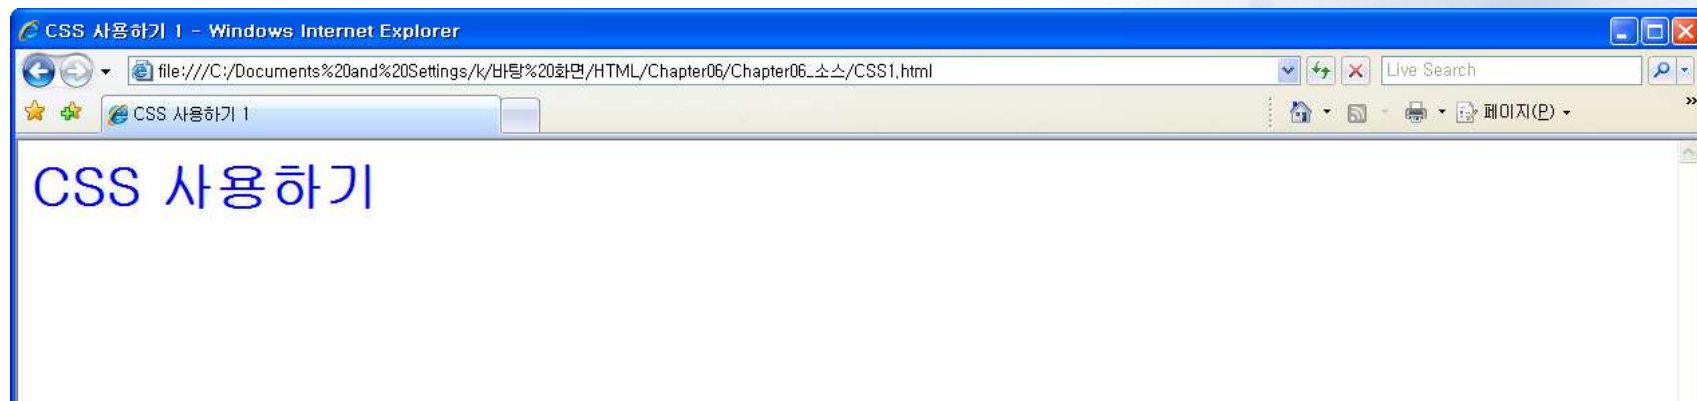 CSS 사용하기 1 - Windows Internet Explorer
file:///C:/Documents%20and%20Settings/k/바탕%20화면/HTML/Chapter06/Chapter06_소스/CSS1.html
Live Search
CSS 사용하기 1
페이지(P)
CSS 사용하기